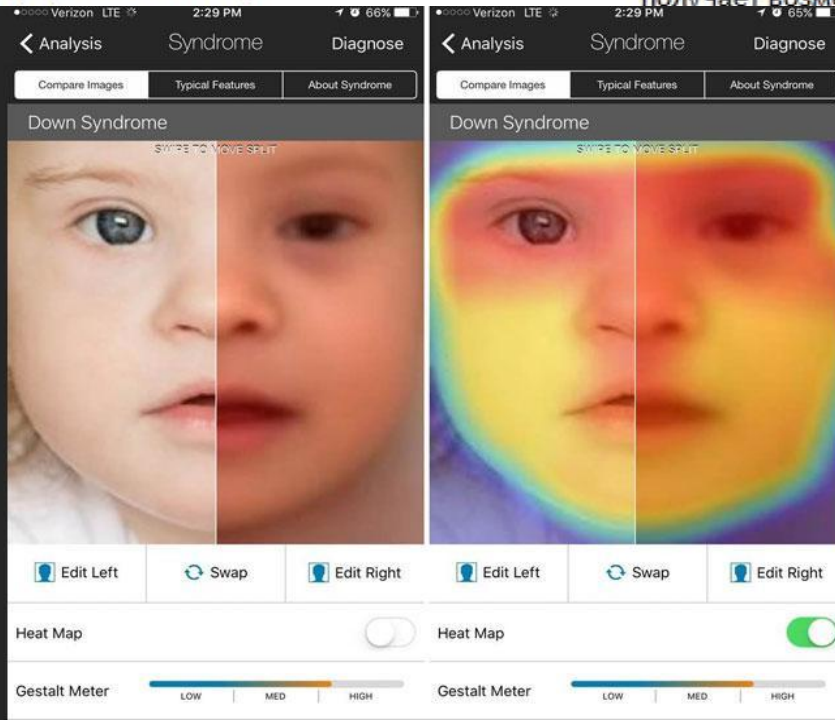 Verizon LTE 2:29 PM 66%
Analysis Syndrome Diagnose
Compare Images Typical Features About Syndrome
Down Syndrome
SWIPE TO MOVE SPLIT
Edit Left Swap Edit Right
Heat Map
Gestalt Meter LOW MED HIGH
Verizon LTE 2:29 PM 65%
Analysis Syndrome Diagnose
Compare Images Typical Features About Syndrome
Down Syndrome
SWIPE TO MOVE SPLIT
Edit Left Swap Edit Right
Heat Map
Gestalt Meter LOW MED HIGH